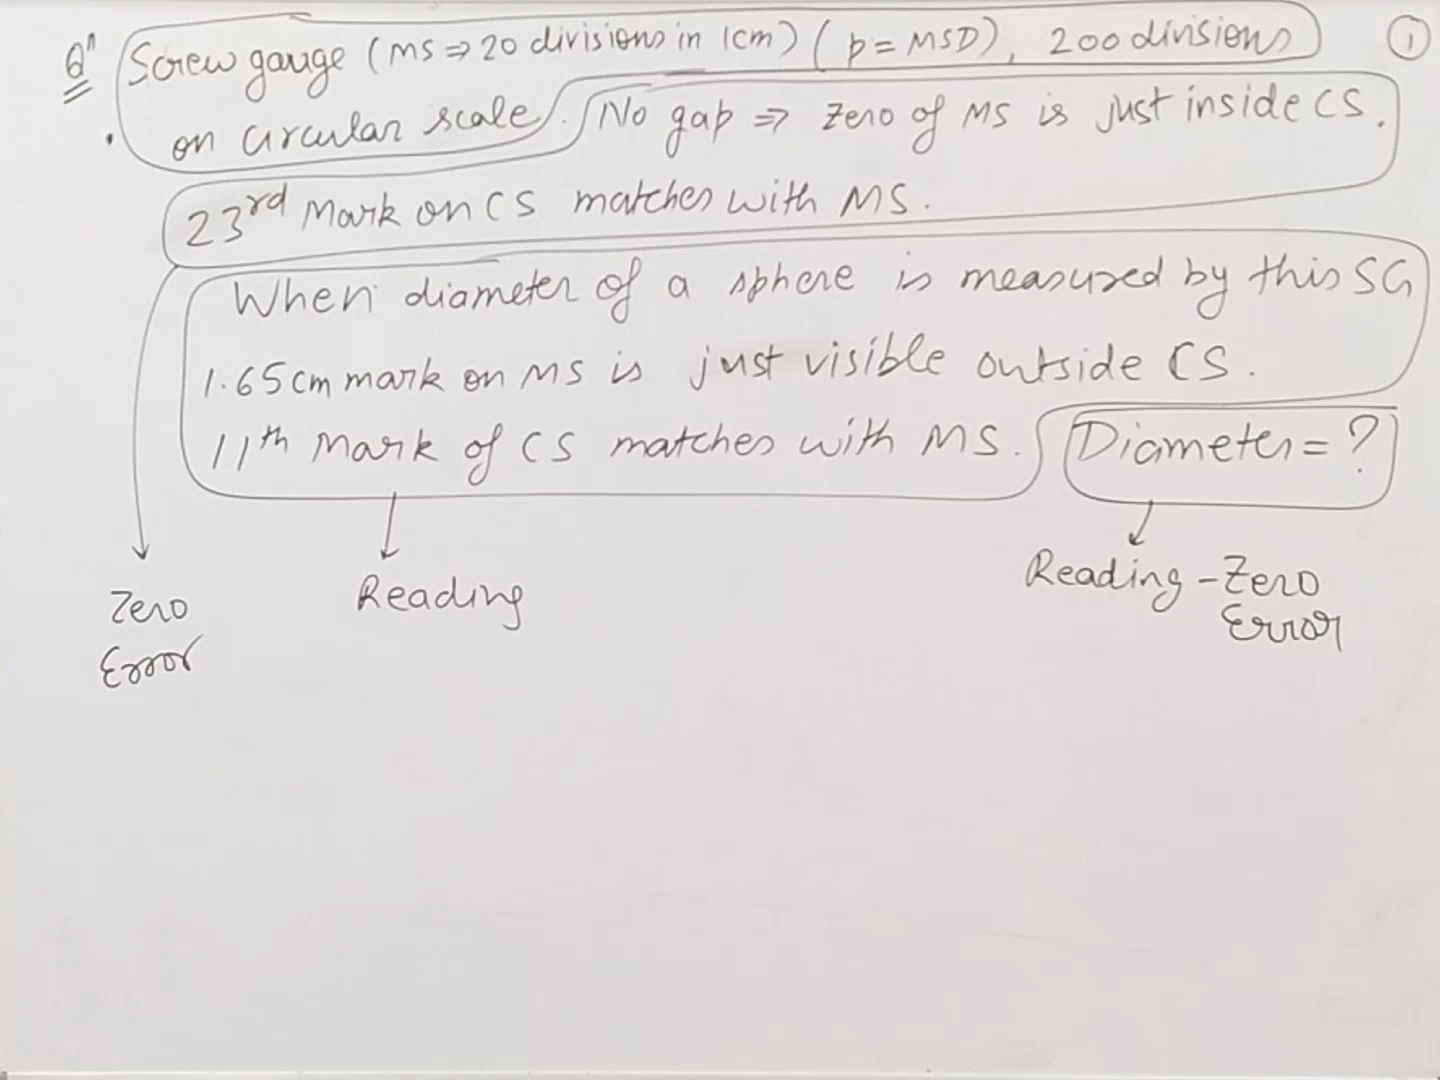 Qⁿ Screw gauge (MS ⇒ 20 divisions in 1cm) (p = MSD), 200 divisions ①
on circular scale. No gap ⇒ Zero of MS is just inside CS.
23rd Mark on CS matches with MS.
When diameter of a sphere is measured by this SG
1.65cm mark on MS is just visible outside CS.
11th Mark of CS matches with MS. Diameter = ?
Zero Error
Reading
Reading - Zero Error